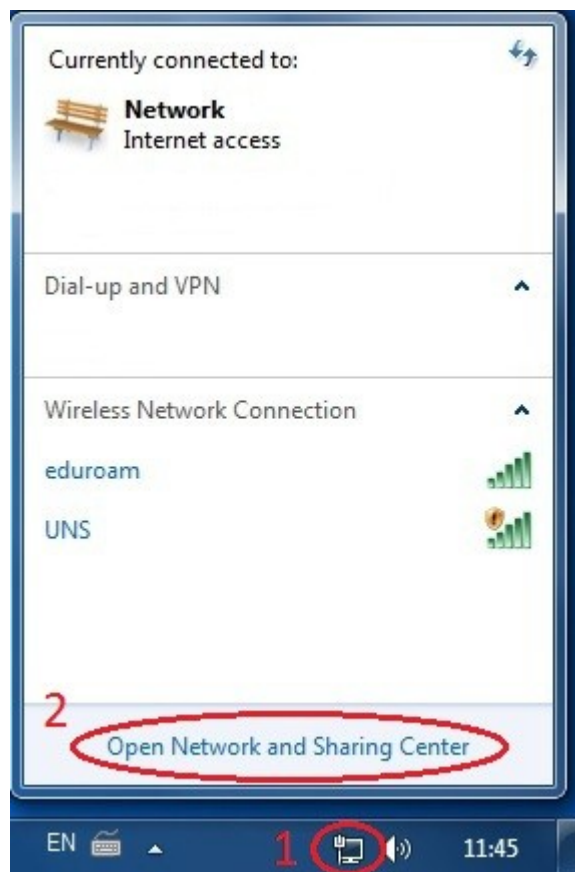 Currently connected to:
Network
Internet access
Dial-up and VPN
Wireless Network Connection
eduroam
UNS
2
Open Network and Sharing Center
EN
1
11:45